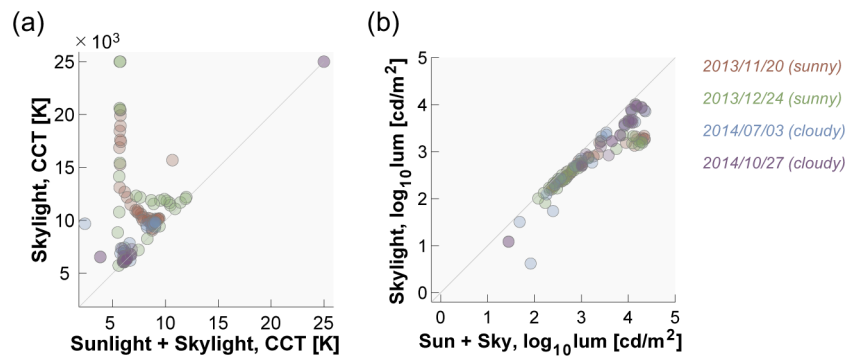 (a)
× 10³
25
20
15
10
5
5 10 15 20 25
Skylight, CCT [K]
Sunlight + Skylight, CCT [K]
(b)
5
4
3
2
1
0
0 1 2 3 4 5
Skylight, log₁₀lum [cd/m²]
Sun + Sky, log₁₀lum [cd/m²]
2013/11/20 (sunny)
2013/12/24 (sunny)
2014/07/03 (cloudy)
2014/10/27 (cloudy)